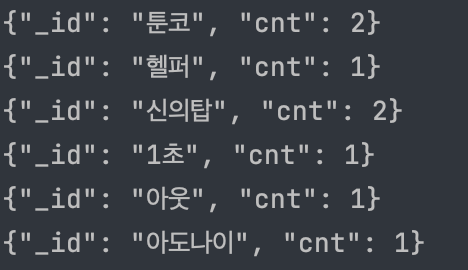 {"_id": "툰코", "cnt": 2}
{"_id": "헬퍼", "cnt": 1}
{"_id": "신의탑", "cnt": 2}
{"_id": "1초", "cnt": 1}
{"_id": "아웃", "cnt": 1}
{"_id": "아도나이", "cnt": 1}